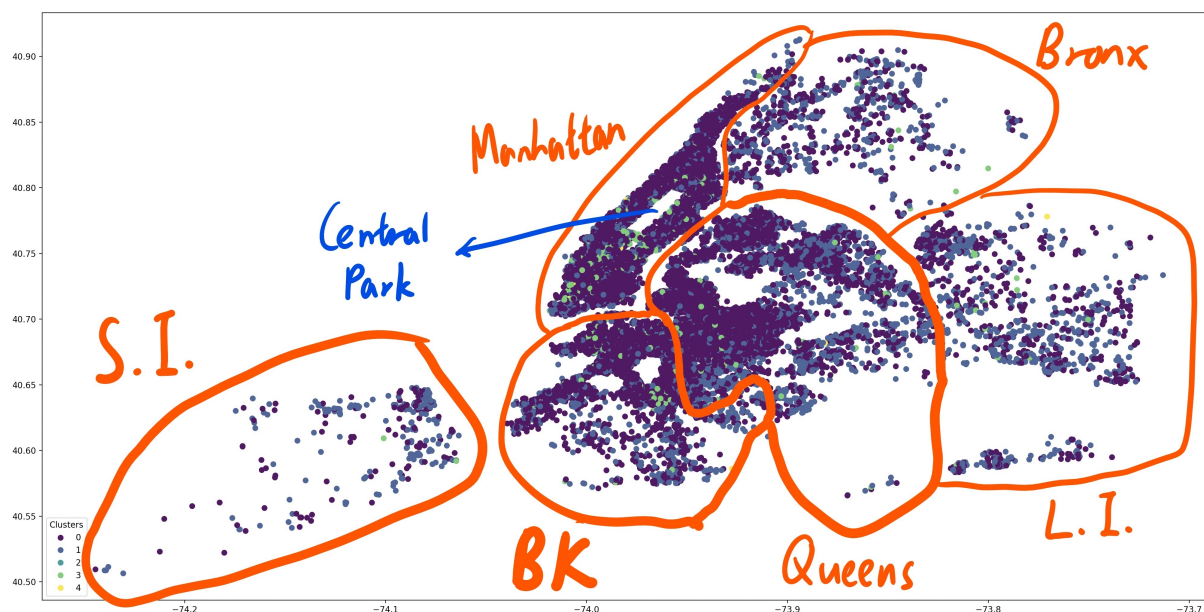 40.90
40.85
40.80
40.75
40.70
40.65
40.60
40.55
40.50
Bronx
Manhattan
Central
Park
S.I.
BK
Queens
L.I.
Clusters
0
1
2
3
4
−74.2
−74.1
−74.0
−73.9
−73.8
−73.7